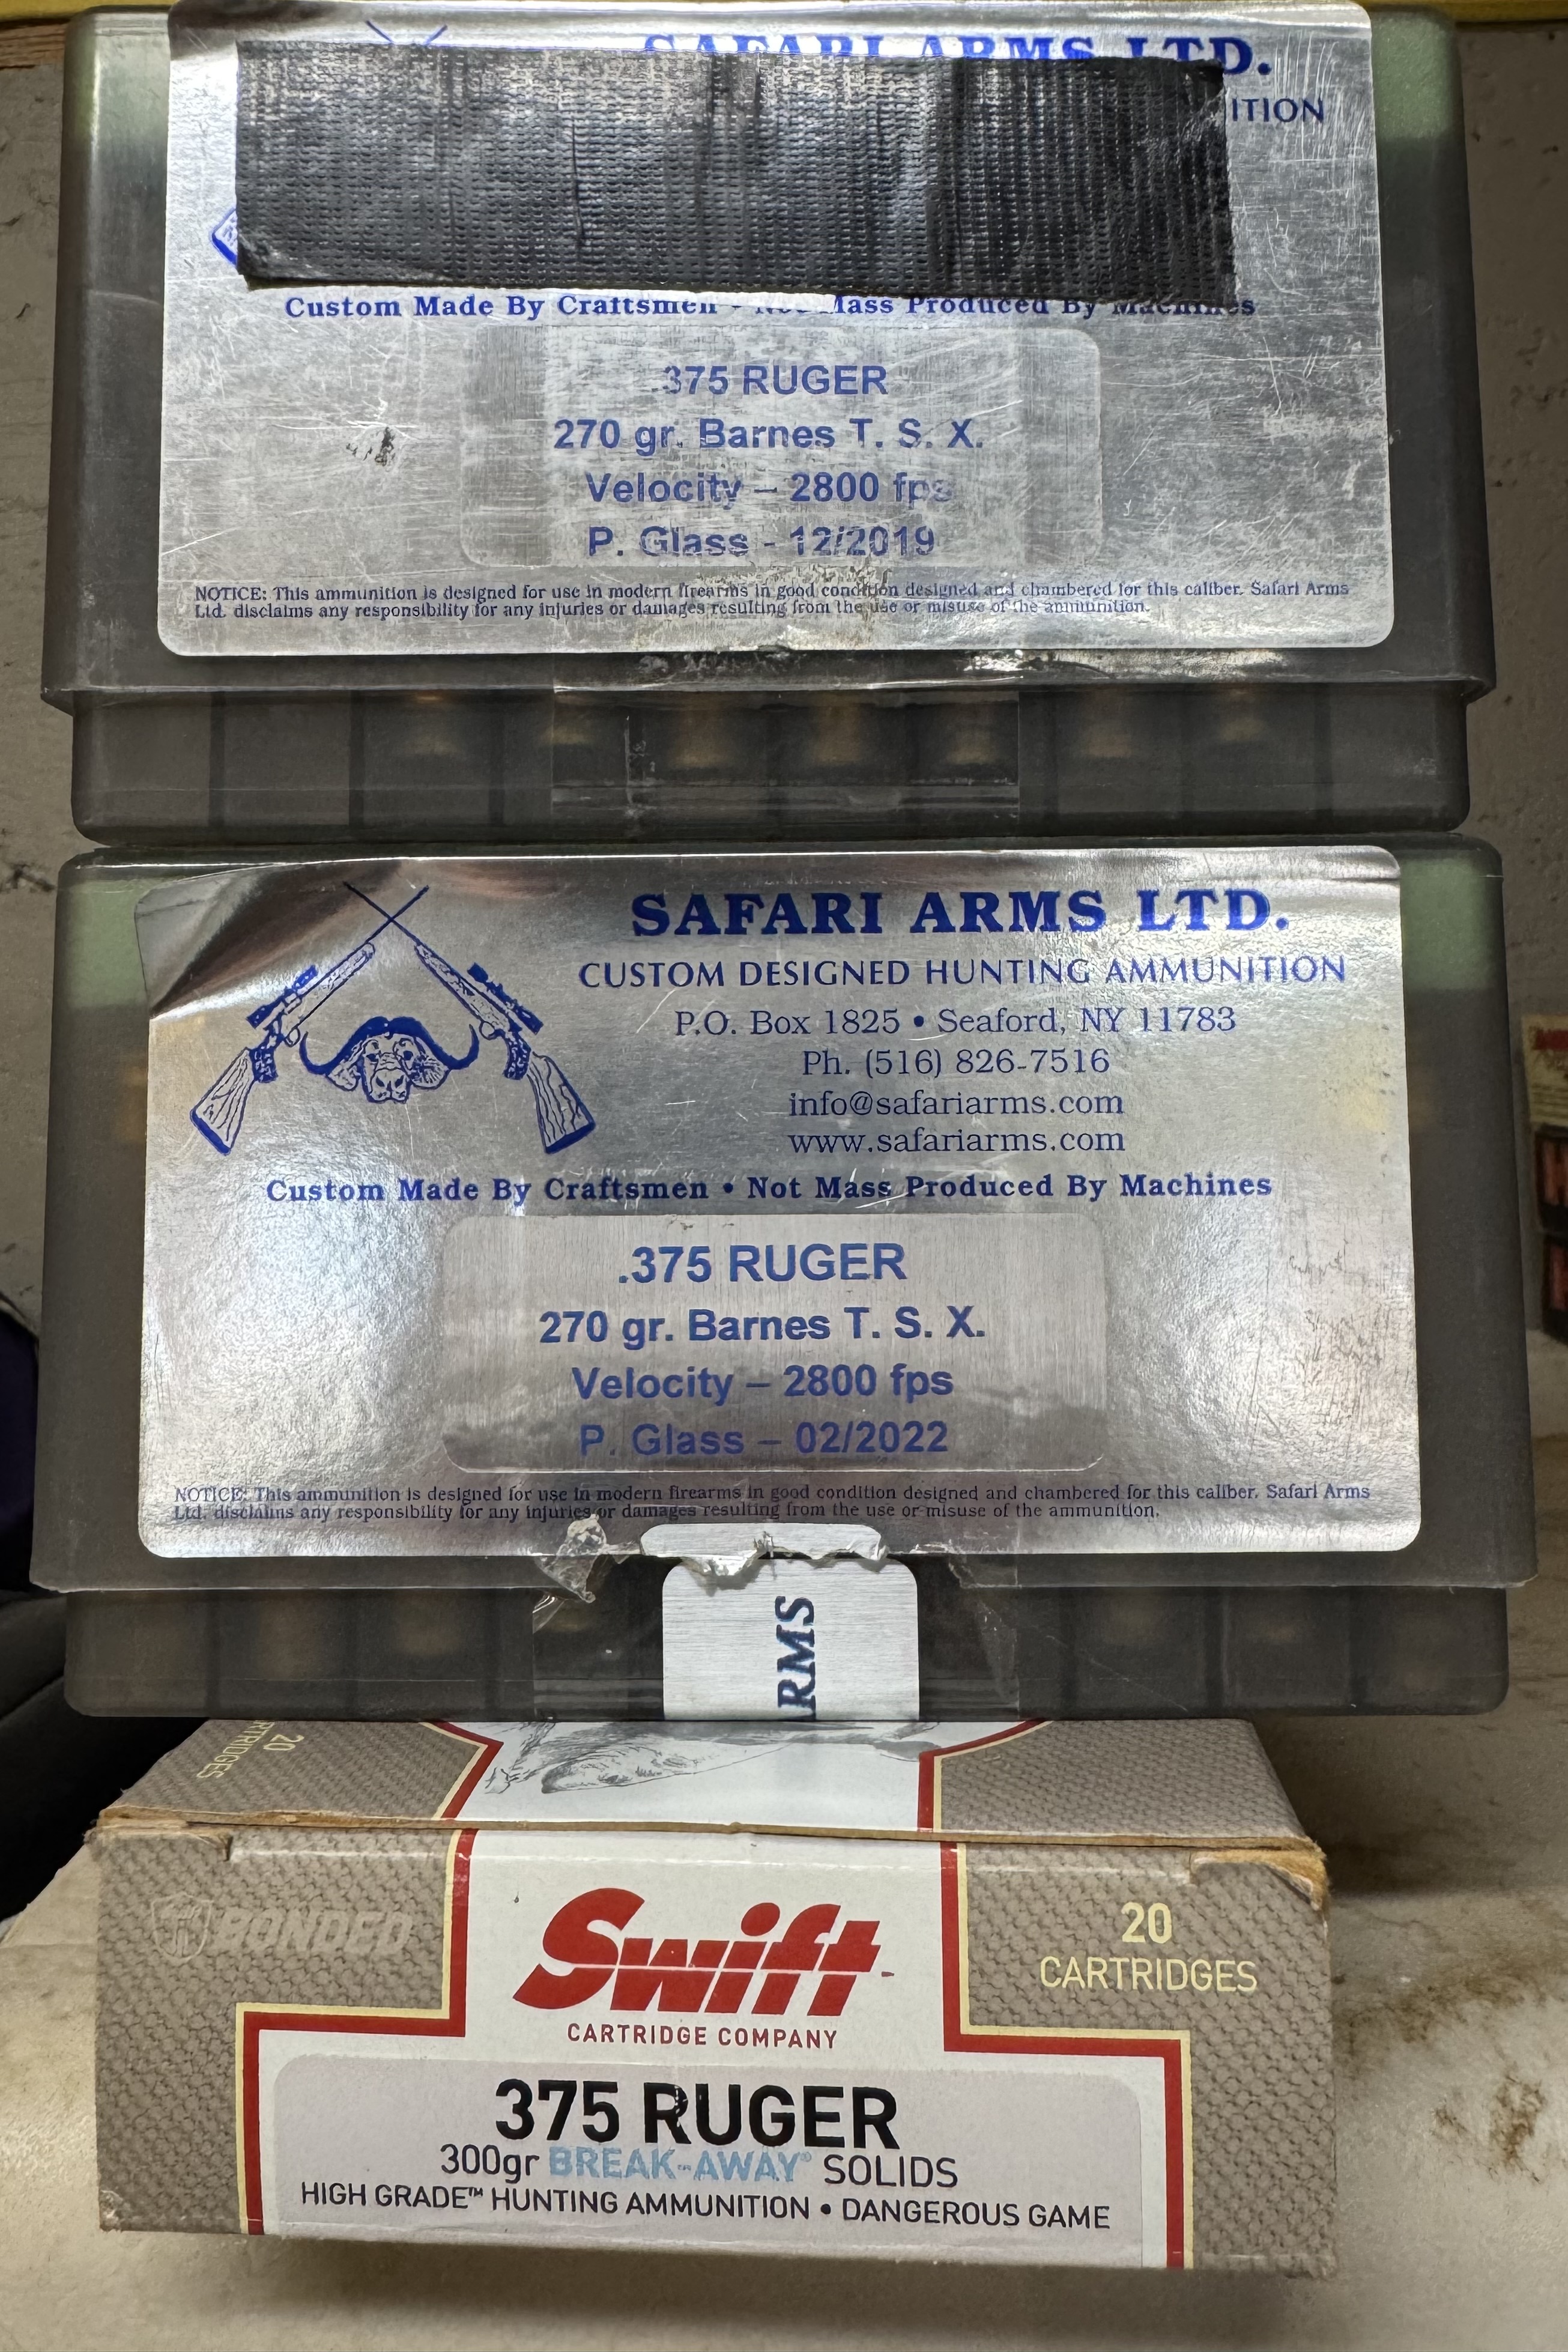 SAFARI ARMS LTD.
ITION
Custom Made By Craftsmen • Not Mass Produced By Machines
.375 RUGER
270 gr. Barnes T. S. X.
Velocity – 2800 fps
P. Glass - 12/2019
NOTICE: This ammunition is designed for use in modern firearms in good condition designed and chambered for this caliber. Safari Arms
Ltd. disclaims any responsibility for any injuries or damages resulting from the use or misuse of the ammunition.
SAFARI ARMS LTD.
CUSTOM DESIGNED HUNTING AMMUNITION
P.O. Box 1825 • Seaford, NY 11783
Ph. (516) 826-7516
info@safariarms.com
www.safariarms.com
Custom Made By Craftsmen • Not Mass Produced By Machines
.375 RUGER
270 gr. Barnes T. S. X.
Velocity – 2800 fps
P. Glass – 02/2022
NOTICE: This ammunition is designed for use in modern firearms in good condition designed and chambered for this caliber. Safari Arms
Ltd. disclaims any responsibility for any injuries or damages resulting from the use or misuse of the ammunition.
RMS
20
RTRIDGES
BONDED
Swift
CARTRIDGE COMPANY
20
CARTRIDGES
375 RUGER
300gr BREAK-AWAY® SOLIDS
HIGH GRADE™ HUNTING AMMUNITION • DANGEROUS GAME